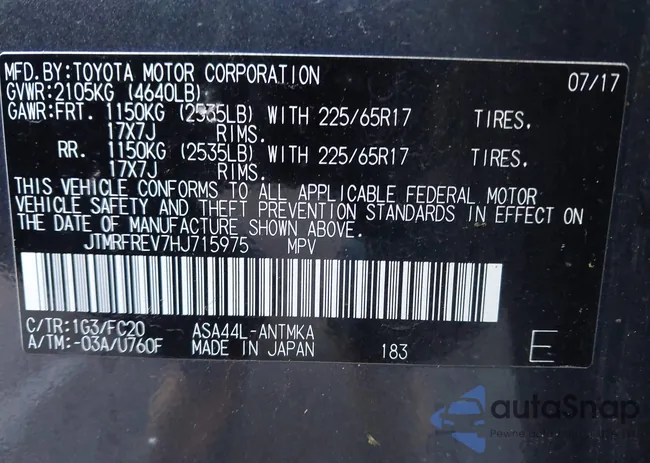 MFD.BY:TOYOTA MOTOR CORPORATION 07/17
GVWR:2105KG (4640LB)
GAWR:FRT. 1150KG (2535LB) WITH 225/65R17 TIRES,
17X7J RIMS.
RR. 1150KG (2535LB) WITH 225/65R17 TIRES,
17X7J RIMS.
THIS VEHICLE CONFORMS TO ALL APPLICABLE FEDERAL MOTOR
VEHICLE SAFETY AND THEFT PREVENTION STANDARDS IN EFFECT ON
THE DATE OF MANUFACTURE SHOWN ABOVE.
JTMRFREV7HJ715975 MPV
C/TR:1G3/FC20 ASA44L-ANTMKA
A/TM:-03A/U760F MADE IN JAPAN 183 E
autoSnap